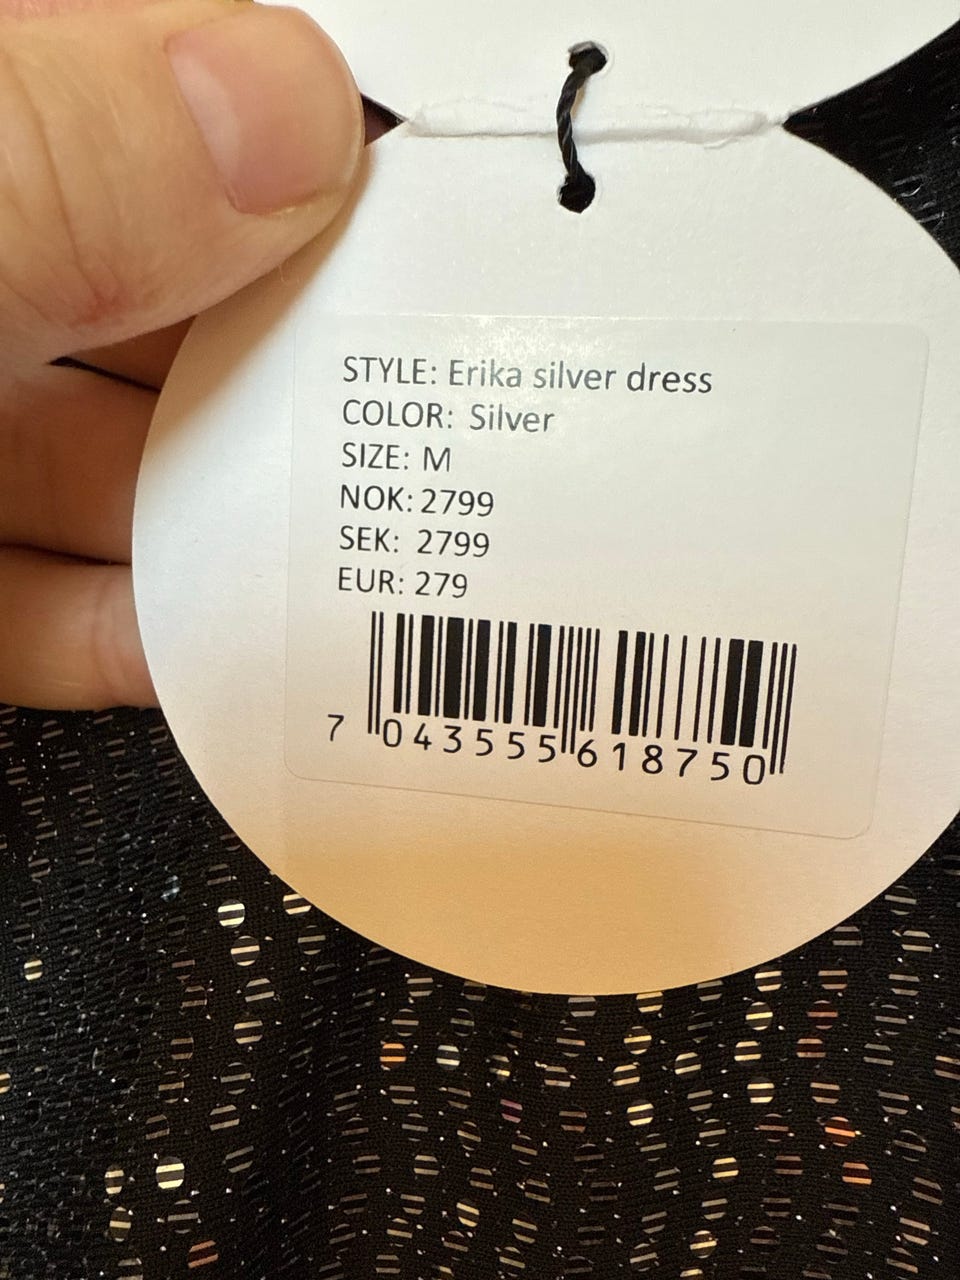 STYLE: Erika silver dress
COLOR: Silver
SIZE: M
NOK: 2799
SEK: 2799
EUR: 279
7 043555 618750